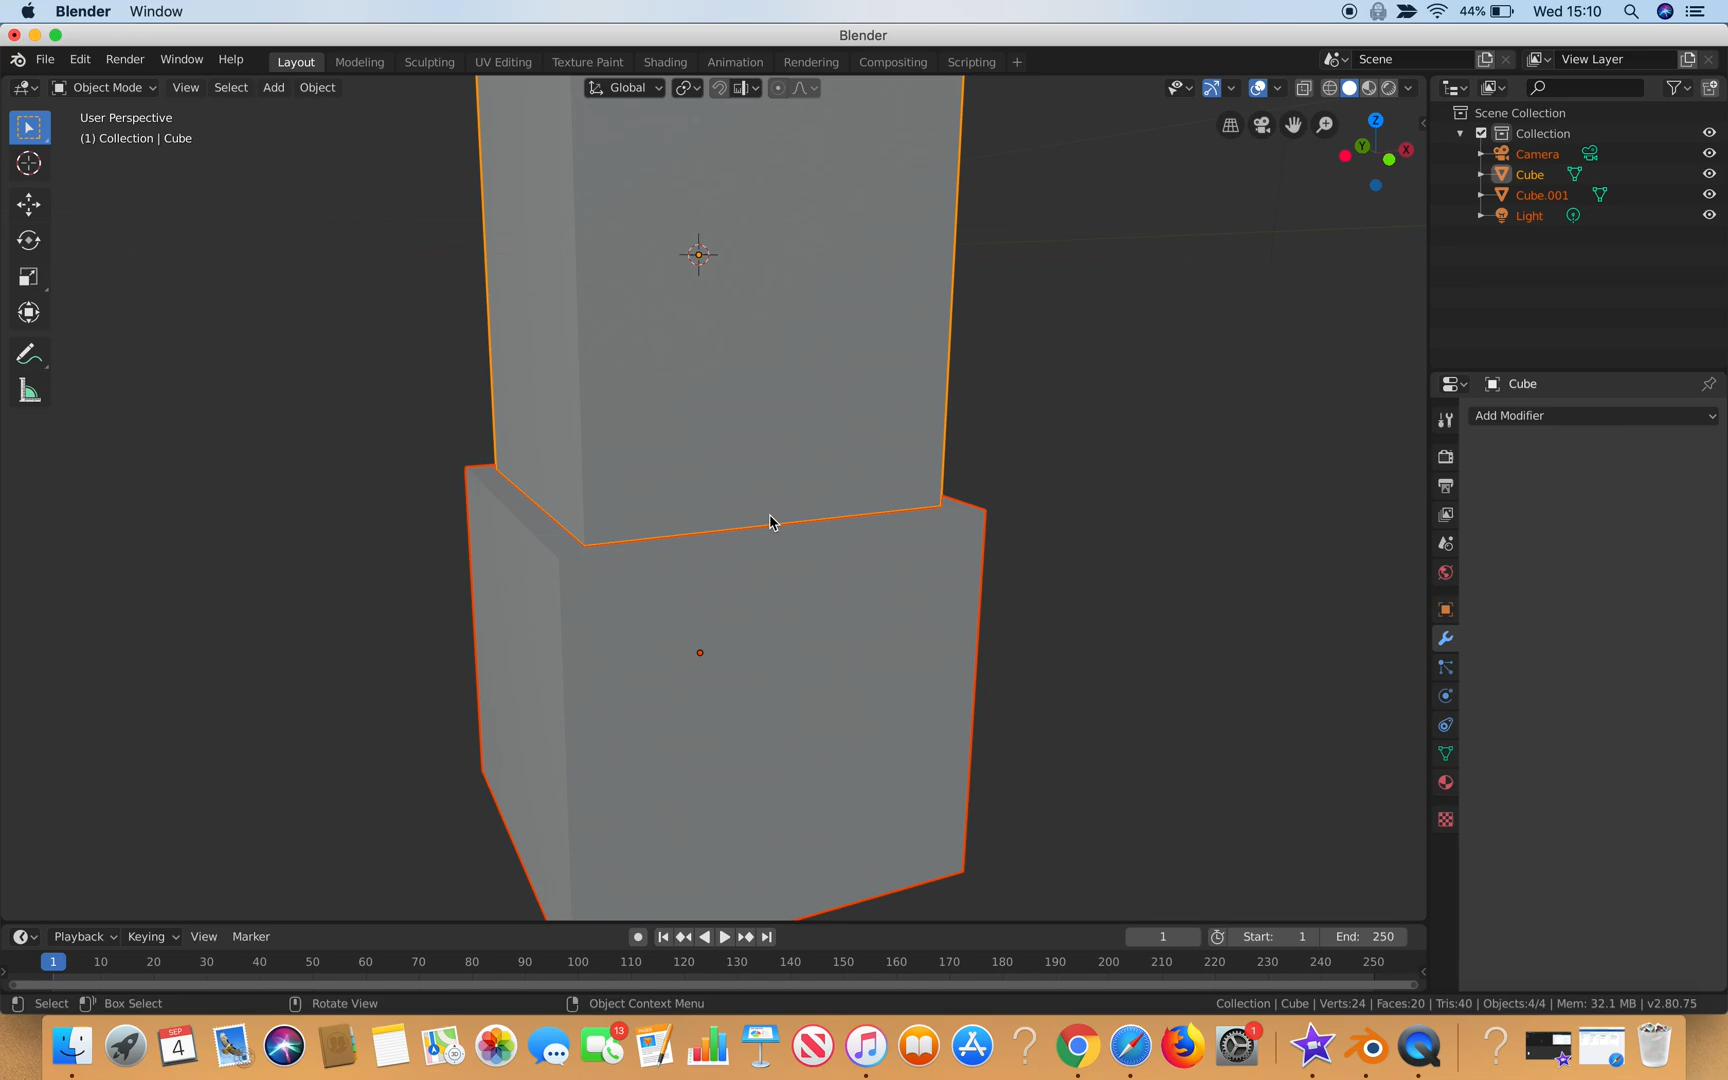 Blender Window 44% Wed 15:10
Blender
File Edit Render Window Help Layout Modeling Sculpting UV Editing Texture Paint Shading Animation Rendering Compositing Scripting + Scene View Layer
Object Mode View Select Add Object Global
User Perspective
(1) Collection | Cube
Z
Y
X
Scene Collection
Collection
Camera
Cube
Cube.001
Light
Cube
Add Modifier
Playback Keying View Marker 1 Start: 1 End: 250
1 10 20 30 40 50 60 70 80 90 100 110 120 130 140 150 160 170 180 190 200 210 220 230 240 250
Select Box Select Rotate View Object Context Menu Collection | Cube | Verts:24 | Faces:20 | Tris:40 | Objects:4/4 | Mem: 32.1 MB | v2.80.75
SEP
4
3D
13
1